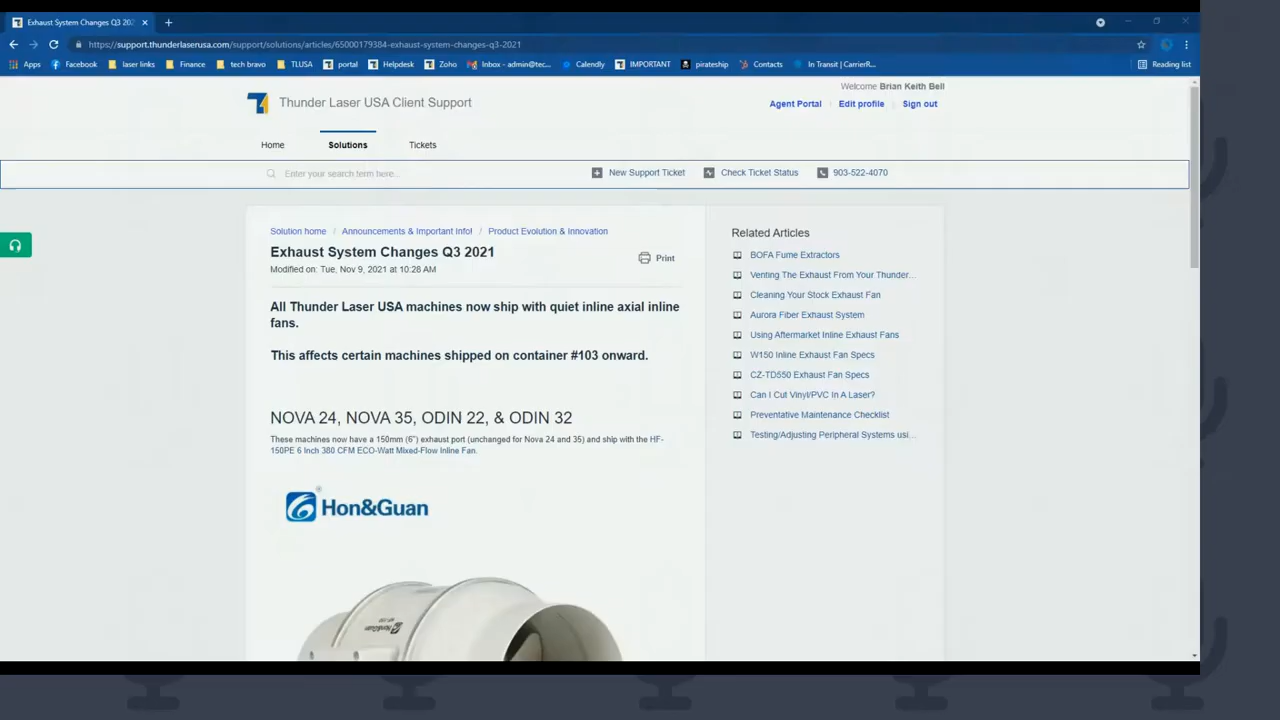 Exhaust System Changes Q3 202
https://support.thunderlaserusa.com/support/solutions/articles/65000179384-exhaust-system-changes-q3-2021
Apps Facebook laser links Finance tech bravo TLUSA portal Helpdesk Zoho Inbox - admin@tec... Calendly IMPORTANT pirateship Contacts In Transit | CarrierR... Reading list
Welcome Brian Keith Bell
Thunder Laser USA Client Support
Agent Portal Edit profile Sign out
Home Solutions Tickets
Enter your search term here... New Support Ticket Check Ticket Status 903-522-4070
Solution home / Announcements & Important Info! / Product Evolution & Innovation
Exhaust System Changes Q3 2021
Print
Modified on: Tue, Nov 9, 2021 at 10:28 AM
All Thunder Laser USA machines now ship with quiet inline axial inline
fans.
This affects certain machines shipped on container #103 onward.
NOVA 24, NOVA 35, ODIN 22, & ODIN 32
These machines now have a 150mm (6") exhaust port (unchanged for Nova 24 and 35) and ship with the HF-
150PE 6 Inch 380 CFM ECO-Watt Mixed-Flow Inline Fan.
Hon&Guan®
Hon&Guan
Related Articles
BOFA Fume Extractors
Venting The Exhaust From Your Thunder...
Cleaning Your Stock Exhaust Fan
Aurora Fiber Exhaust System
Using Aftermarket Inline Exhaust Fans
W150 Inline Exhaust Fan Specs
CZ-TD550 Exhaust Fan Specs
Can I Cut Vinyl/PVC In A Laser?
Preventative Maintenance Checklist
Testing/Adjusting Peripheral Systems usi...